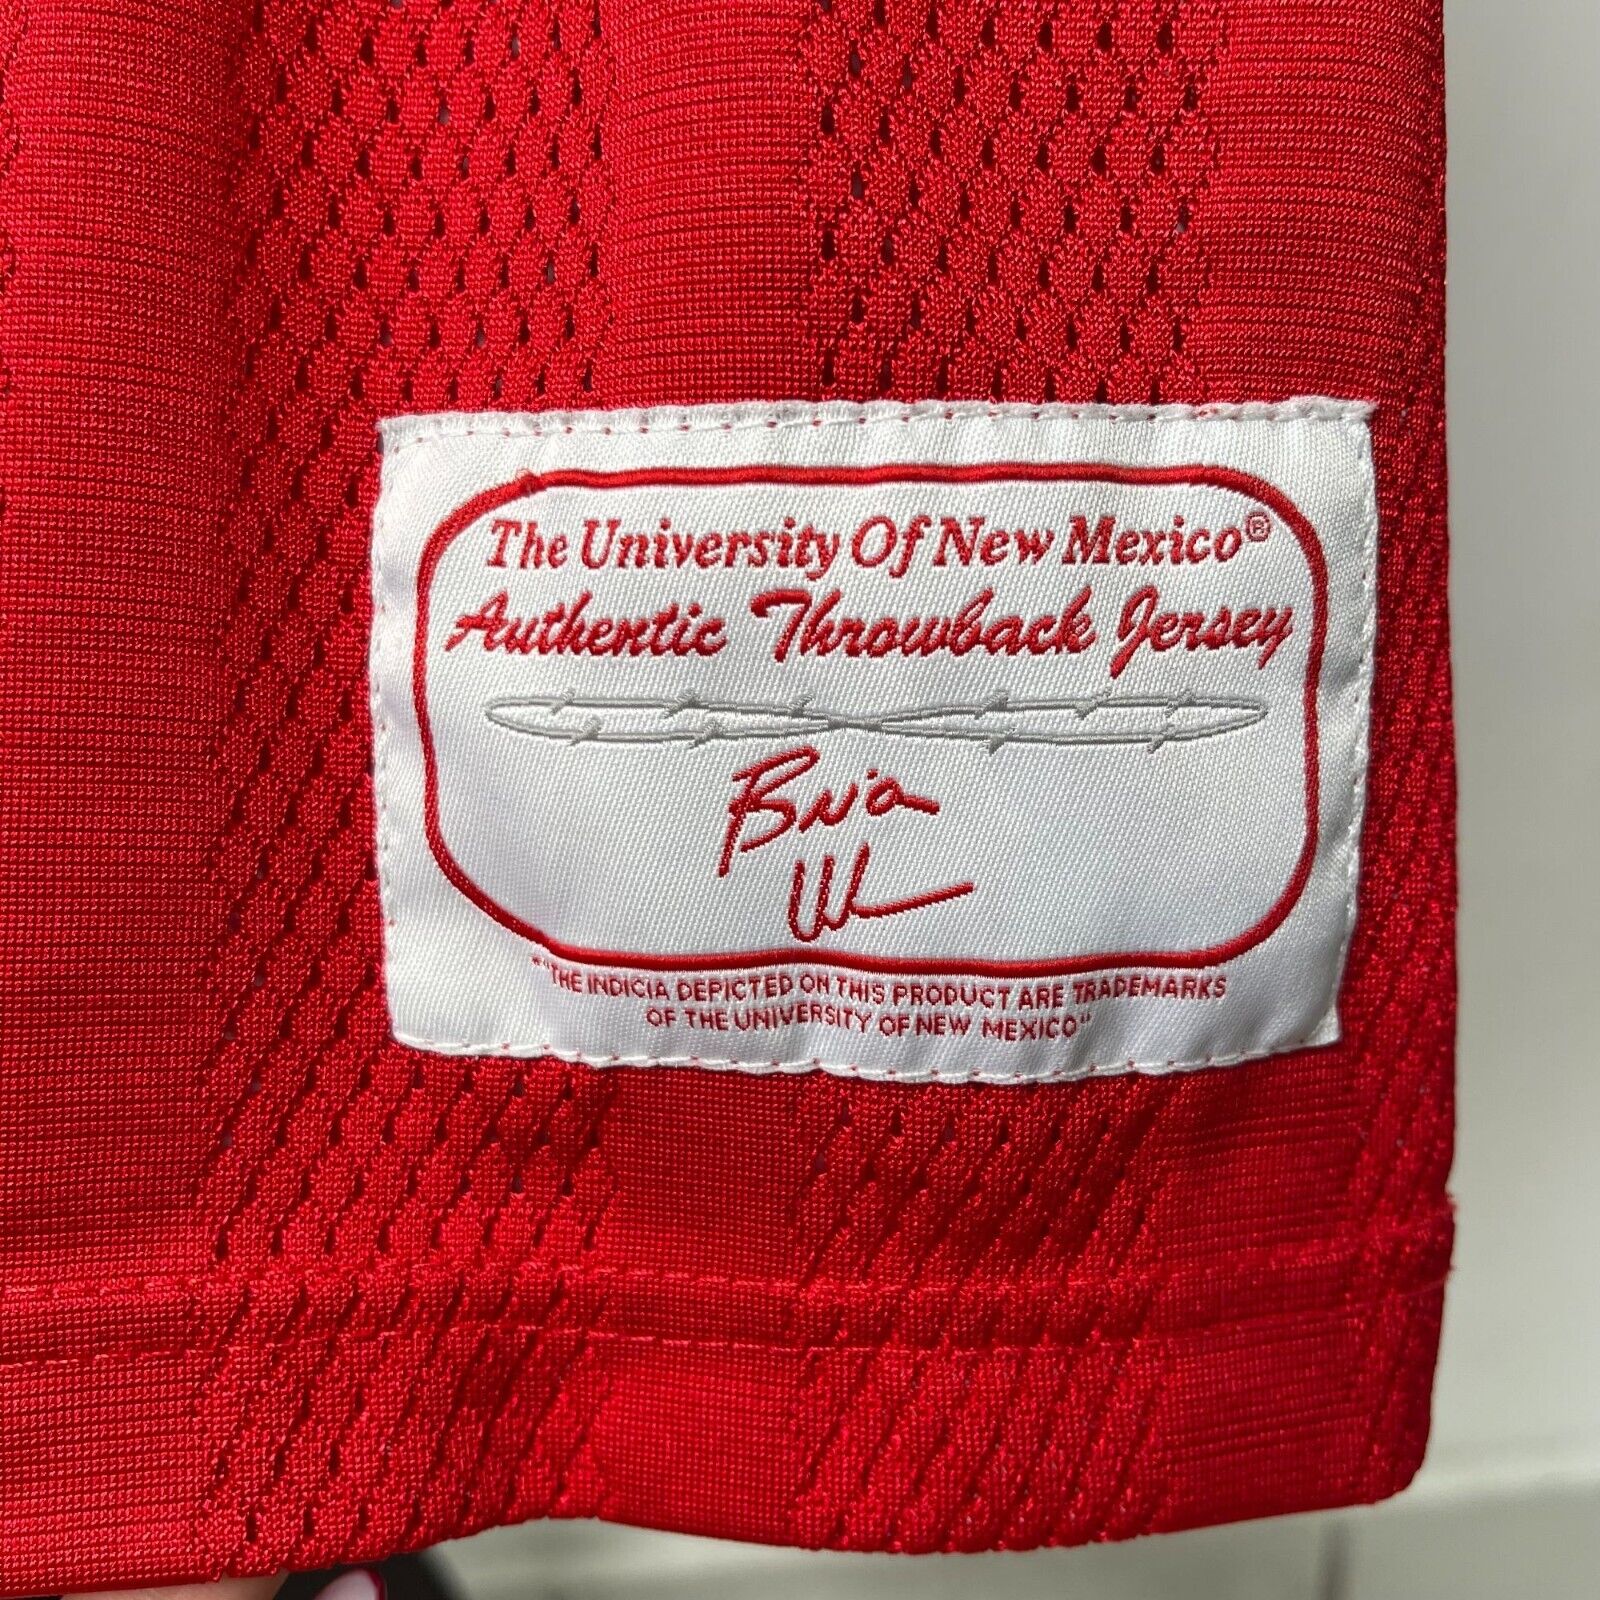 The University Of New Mexico®
Authentic Throwback Jersey
Brian
*"THE INDICIA DEPICTED ON THIS PRODUCT ARE TRADEMARKS
OF THE UNIVERSITY OF NEW MEXICO"